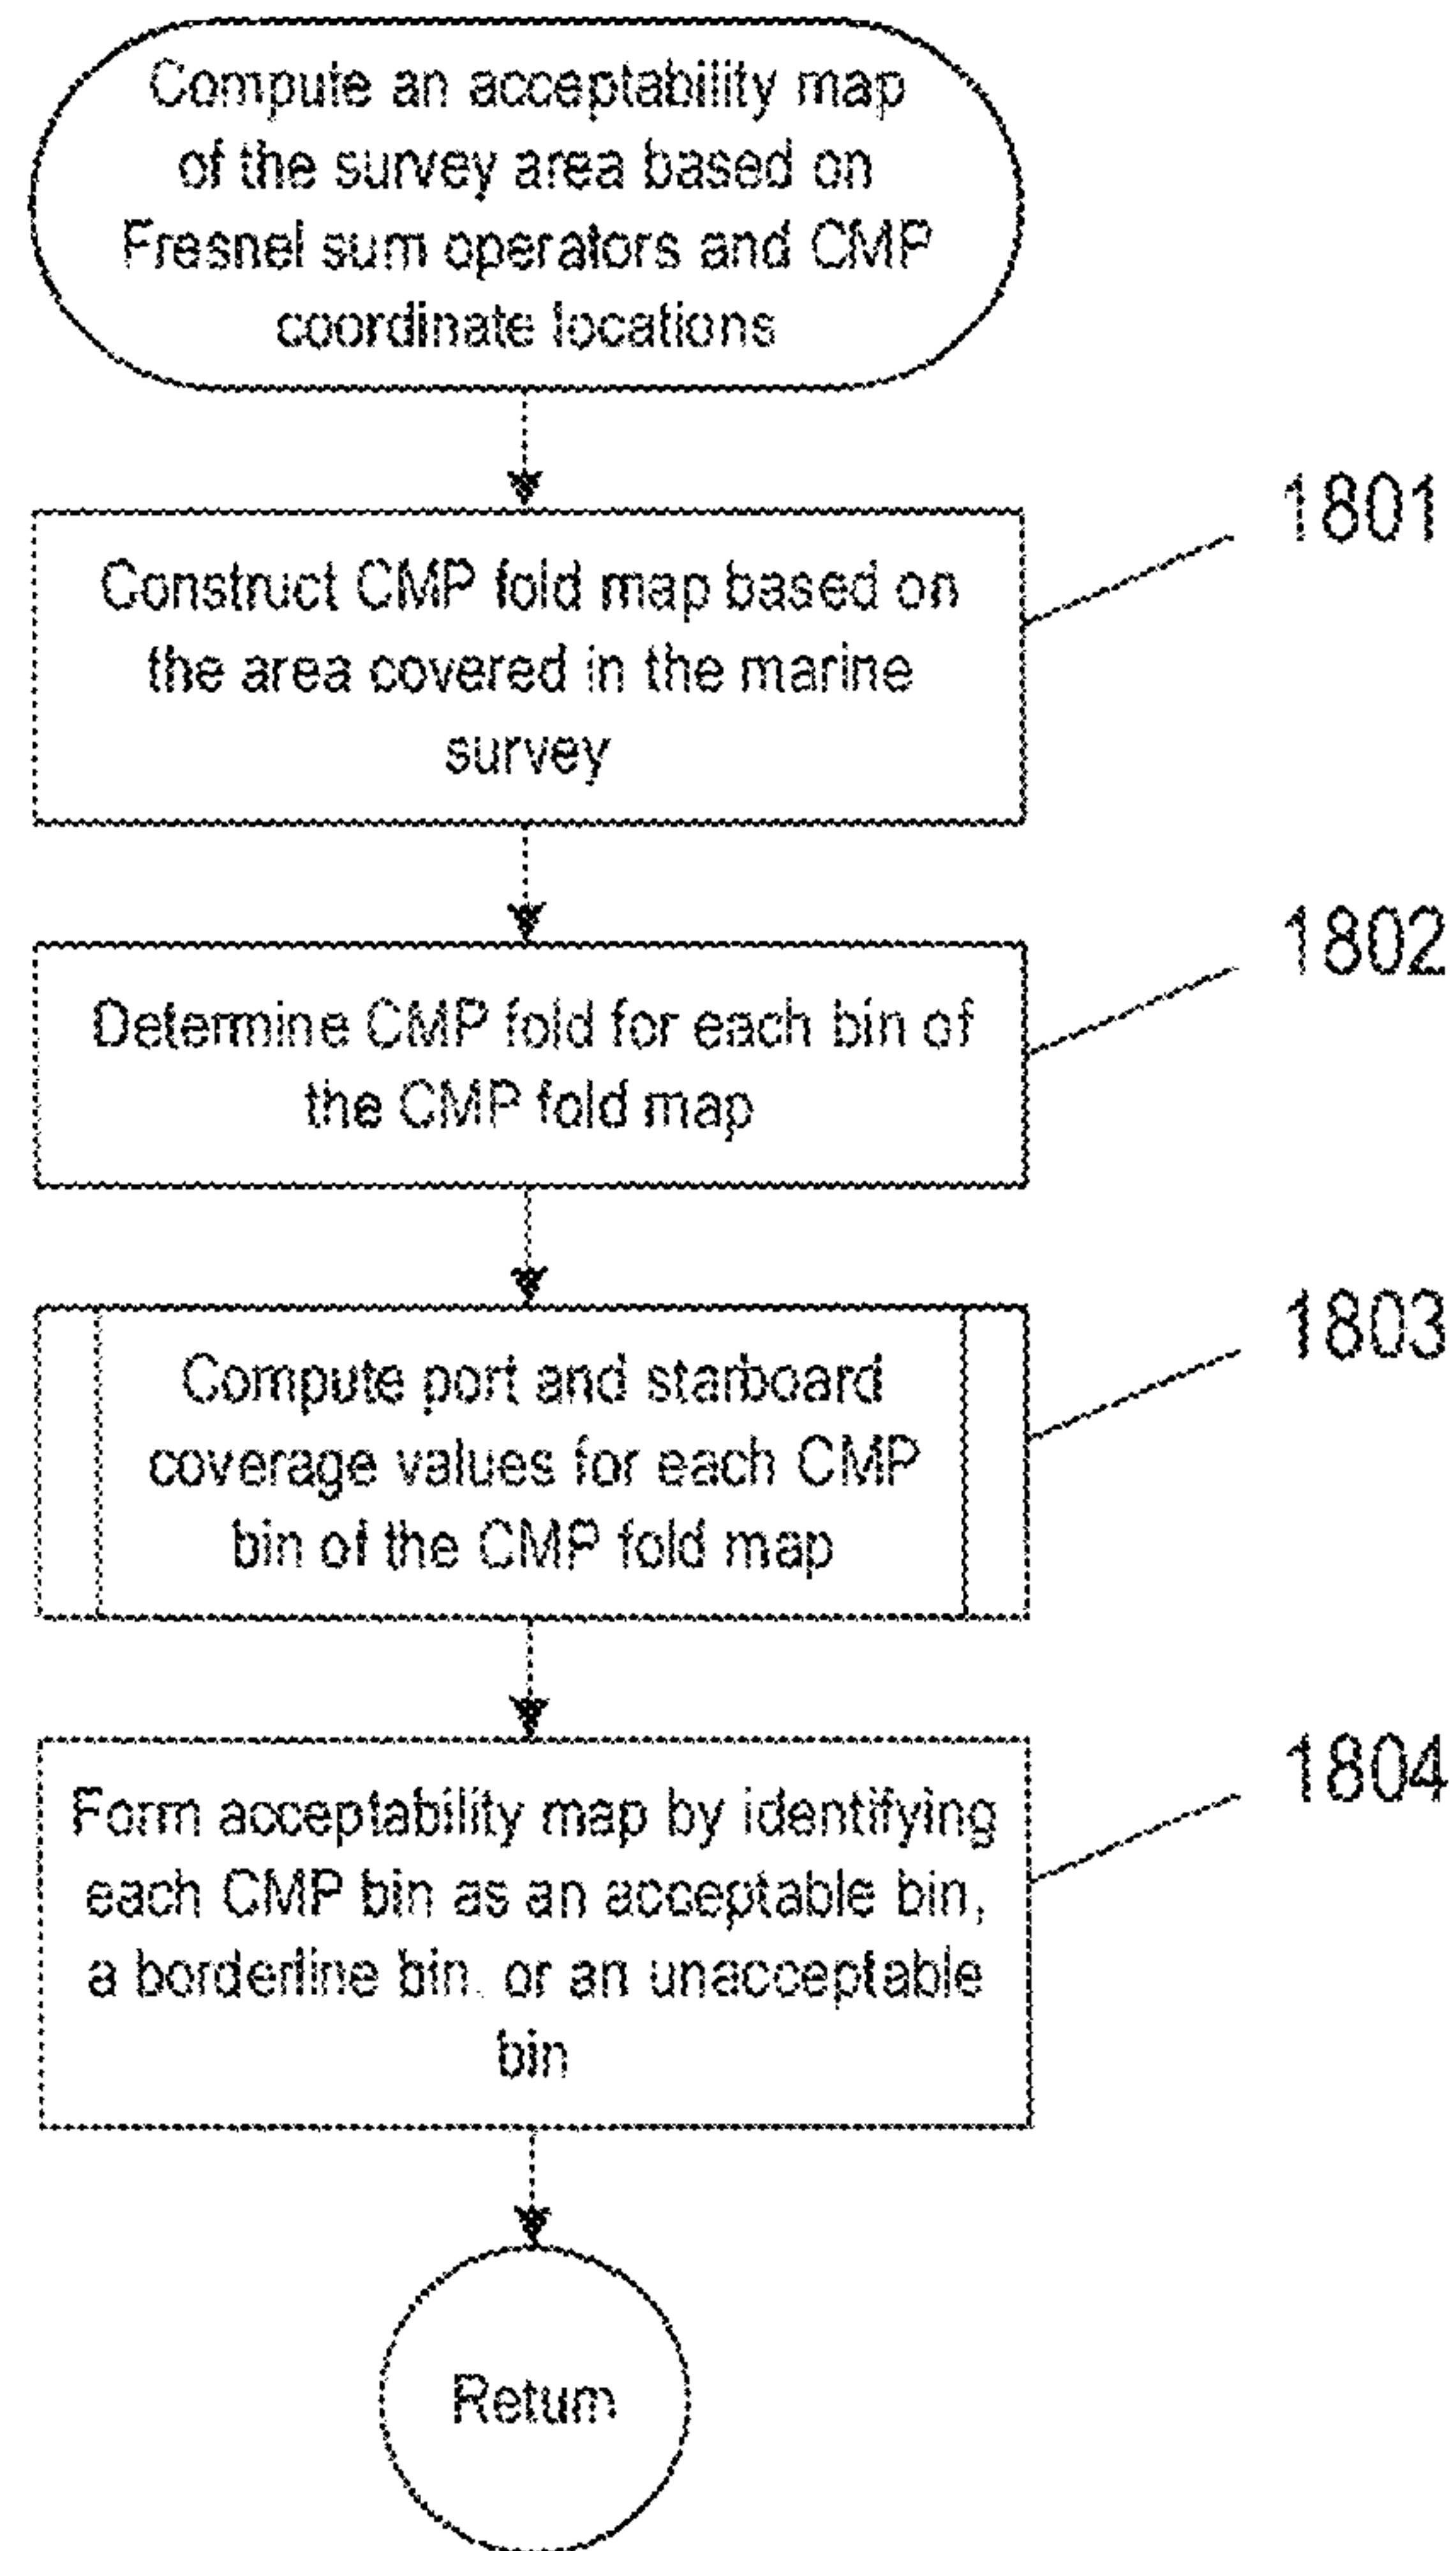 Compute an acceptability map
of the survey area based on
Fresnel sum operators and CMP
coordinate locations
1801
Construct CMP fold map based on
the area covered in the marine
survey
1802
Determine CMP fold for each bin of
the CMP fold map
1803
Compute port and starboard
coverage values for each CMP
bin of the CMP fold map
1804
Form acceptability map by identifying
each CMP bin as an acceptable bin,
a borderline bin, or an unacceptable
bin
Return